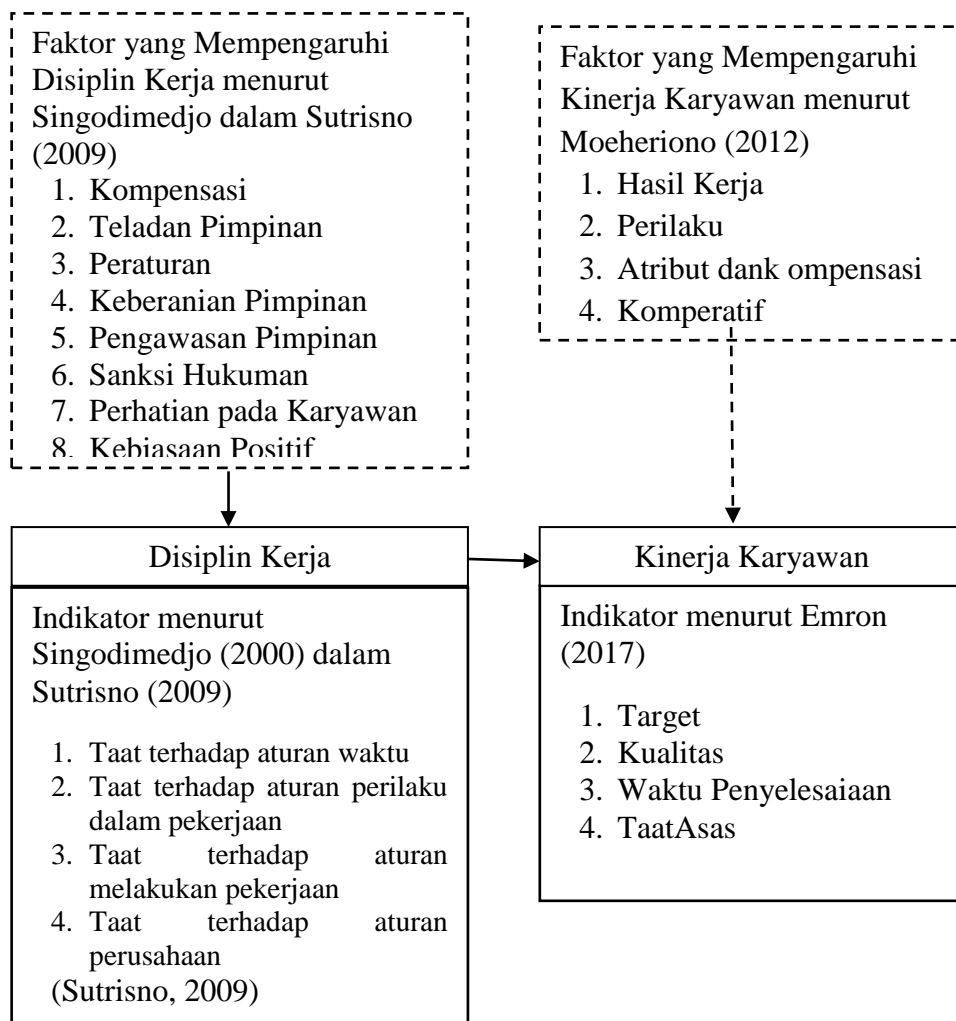 Faktor yang Mempengaruhi
Disiplin Kerja menurut
Singodimedjo dalam Sutrisno
(2009)
1. Kompensasi
2. Teladan Pimpinan
3. Peraturan
4. Keberanian Pimpinan
5. Pengawasan Pimpinan
6. Sanksi Hukuman
7. Perhatian pada Karyawan
8. Kebiasaan Positif
Faktor yang Mempengaruhi
Kinerja Karyawan menurut
Moeheriono (2012)
1. Hasil Kerja
2. Perilaku
3. Atribut dank ompensasi
4. Komperatif
Disiplin Kerja
Indikator menurut
Singodimedjo (2000) dalam
Sutrisno (2009)
1. Taat terhadap aturan waktu
2. Taat terhadap aturan perilaku
dalam pekerjaan
3. Taat terhadap aturan
melakukan pekerjaan
4. Taat terhadap aturan
perusahaan
(Sutrisno, 2009)
Kinerja Karyawan
Indikator menurut Emron
(2017)
1. Target
2. Kualitas
3. Waktu Penyelesaiaan
4. TaatAsas